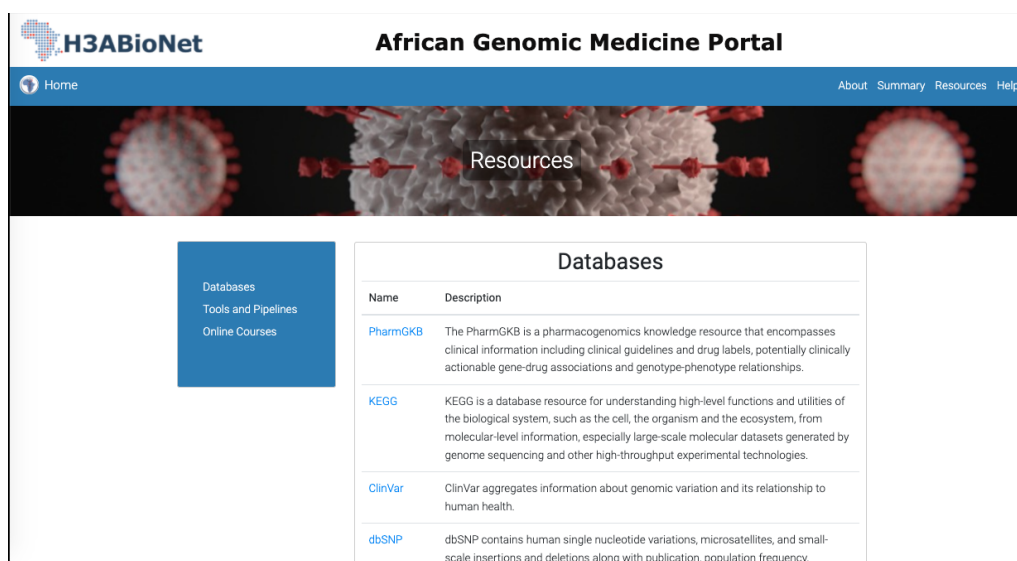 H3ABioNet
African Genomic Medicine Portal
Home
About Summary Resources Help
Resources
Databases
Tools and Pipelines
Online Courses
Databases
Name Description
PharmGKB The PharmGKB is a pharmacogenomics knowledge resource that encompasses
clinical information including clinical guidelines and drug labels, potentially clinically
actionable gene-drug associations and genotype-phenotype relationships.
KEGG KEGG is a database resource for understanding high-level functions and utilities of
the biological system, such as the cell, the organism and the ecosystem, from
molecular-level information, especially large-scale molecular datasets generated by
genome sequencing and other high-throughput experimental technologies.
ClinVar ClinVar aggregates information about genomic variation and its relationship to
human health.
dbSNP dbSNP contains human single nucleotide variations, microsatellites, and small-
scale insertions and deletions along with publication, population frequency,